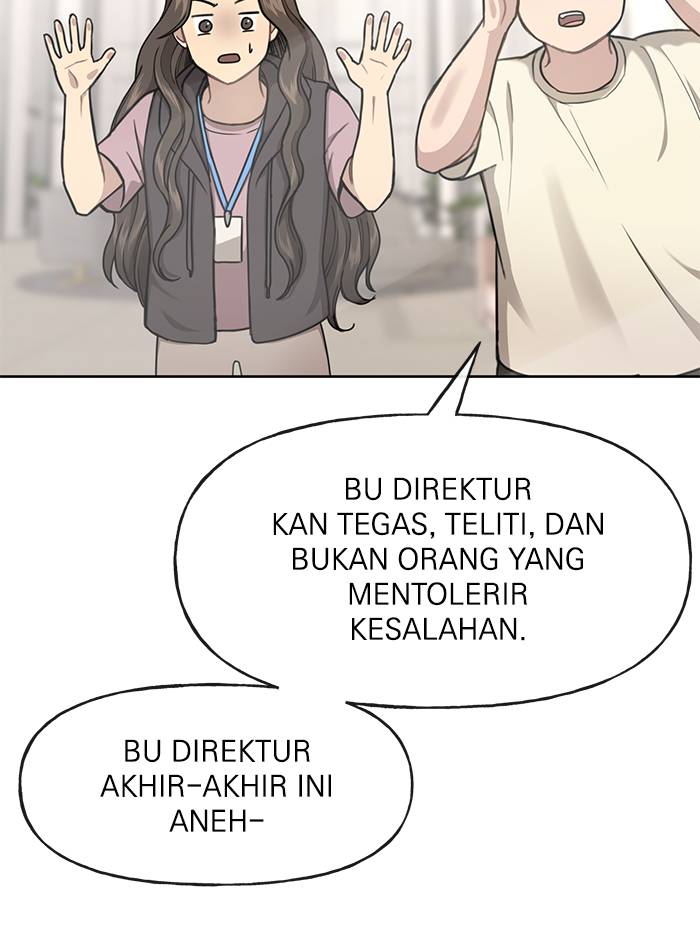 BU DIREKTUR
KAN TEGAS, TELITI, DAN
BUKAN ORANG YANG
MENTOLERIR
KESALAHAN.
BU DIREKTUR
AKHIR-AKHIR INI
ANEH-